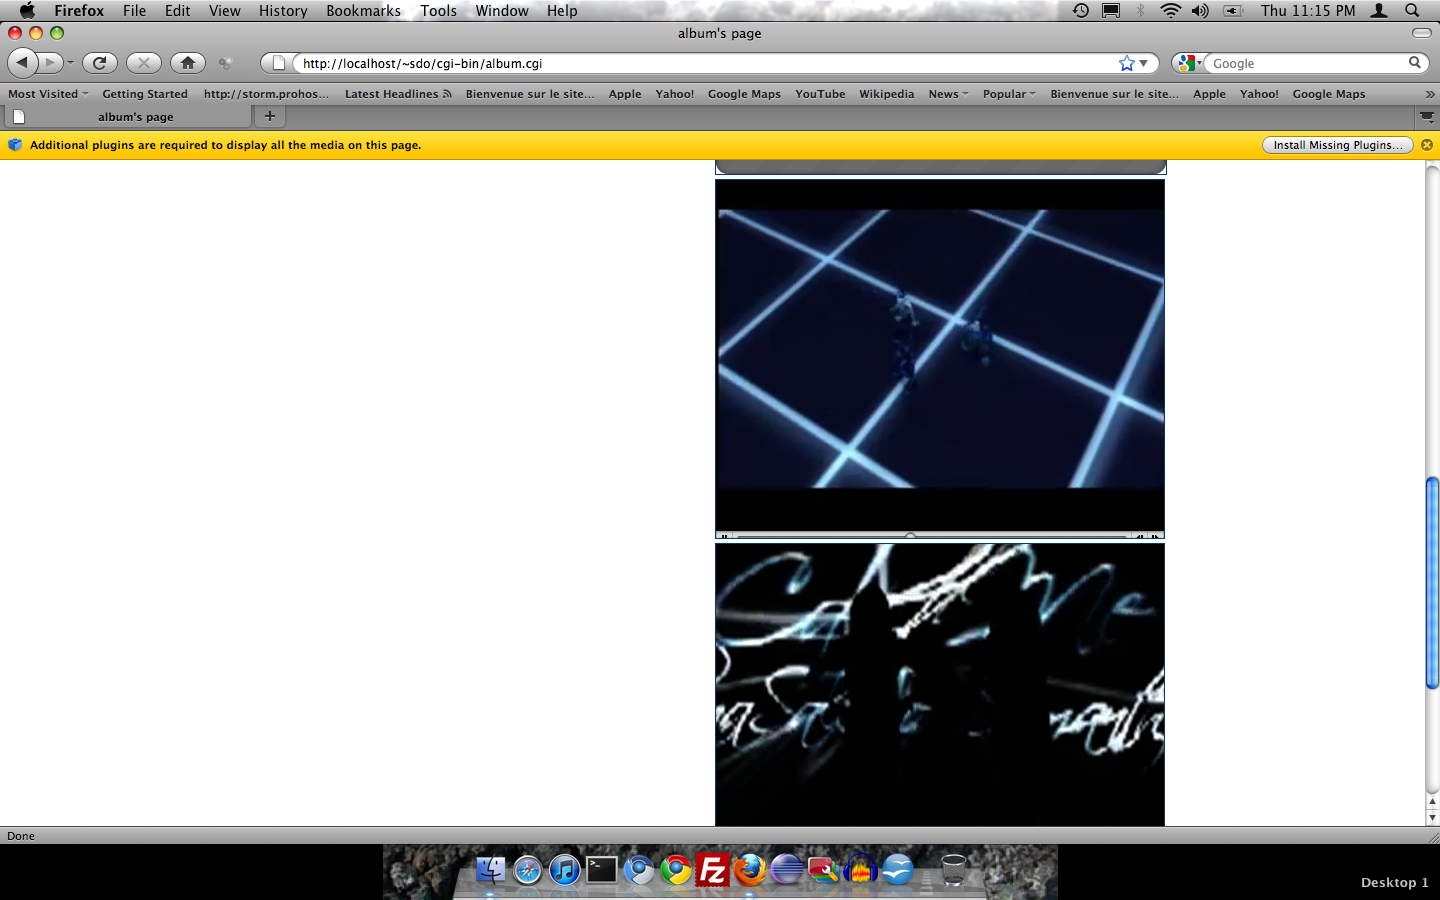 Firefox File Edit View History Bookmarks Tools Window Help Thu 11:15 PM
album's page
http://localhost/~sdo/cgi-bin/album.cgi Google
Most Visited Getting Started http://storm.prohos... Latest Headlines Bienvenue sur le site... Apple Yahoo! Google Maps YouTube Wikipedia News Popular Bienvenue sur le site... Apple Yahoo! Google Maps »
album's page +
Additional plugins are required to display all the media on this page. Install Missing Plugins...
Me
Done
>_ Fz
Desktop 1